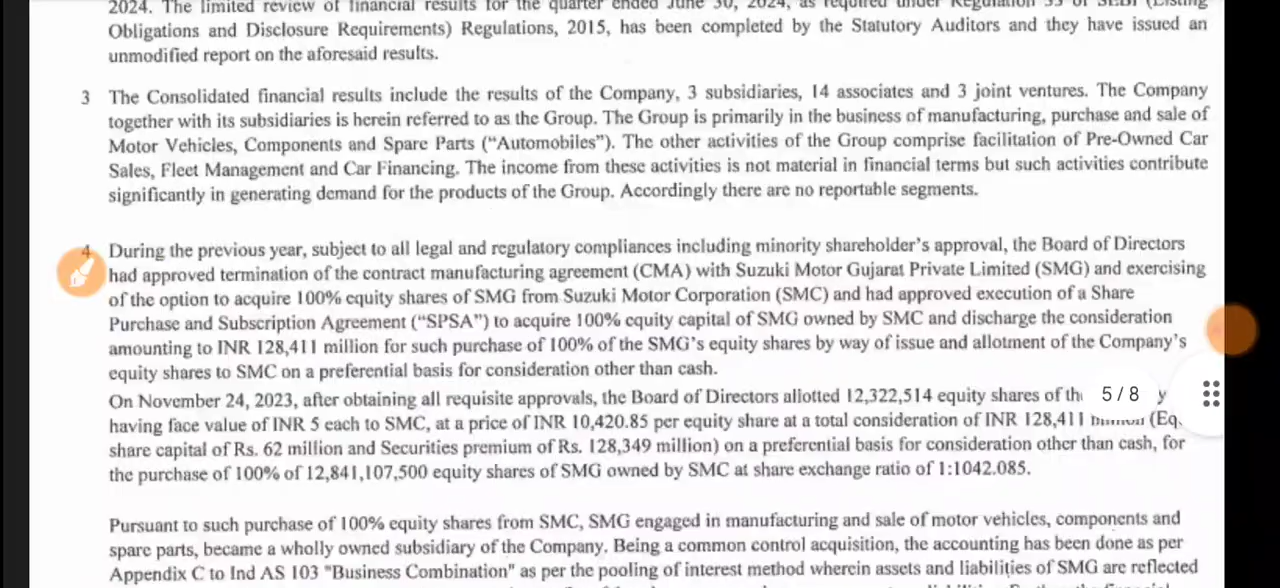 2024. The limited review of financial results for the quarter ended June 30, 2024, as required under Regulation 33 of SEBI (Listing
Obligations and Disclosure Requirements) Regulations, 2015, has been completed by the Statutory Auditors and they have issued an
unmodified report on the aforesaid results.
3 The Consolidated financial results include the results of the Company, 3 subsidiaries, 14 associates and 3 joint ventures. The Company
together with its subsidiaries is herein referred to as the Group. The Group is primarily in the business of manufacturing, purchase and sale of
Motor Vehicles, Components and Spare Parts (“Automobiles”). The other activities of the Group comprise facilitation of Pre-Owned Car
Sales, Fleet Management and Car Financing. The income from these activities is not material in financial terms but such activities contribute
significantly in generating demand for the products of the Group. Accordingly there are no reportable segments.
4 During the previous year, subject to all legal and regulatory compliances including minority shareholder’s approval, the Board of Directors
had approved termination of the contract manufacturing agreement (CMA) with Suzuki Motor Gujarat Private Limited (SMG) and exercising
of the option to acquire 100% equity shares of SMG from Suzuki Motor Corporation (SMC) and had approved execution of a Share
Purchase and Subscription Agreement (“SPSA”) to acquire 100% equity capital of SMG owned by SMC and discharge the consideration
amounting to INR 128,411 million for such purchase of 100% of the SMG’s equity shares by way of issue and allotment of the Company’s
equity shares to SMC on a preferential basis for consideration other than cash.
On November 24, 2023, after obtaining all requisite approvals, the Board of Directors allotted 12,322,514 equity shares of th 5/8 y
having face value of INR 5 each to SMC, at a price of INR 10,420.85 per equity share at a total consideration of INR 128,411 (Eq
share capital of Rs. 62 million and Securities premium of Rs. 128,349 million) on a preferential basis for consideration other than cash, for
the purchase of 100% of 12,841,107,500 equity shares of SMG owned by SMC at share exchange ratio of 1:1042.085.
Pursuant to such purchase of 100% equity shares from SMC, SMG engaged in manufacturing and sale of motor vehicles, components and
spare parts, became a wholly owned subsidiary of the Company. Being a common control acquisition, the accounting has been done as per
Appendix C to Ind AS 103 "Business Combination" as per the pooling of interest method wherein assets and liabilities of SMG are reflected